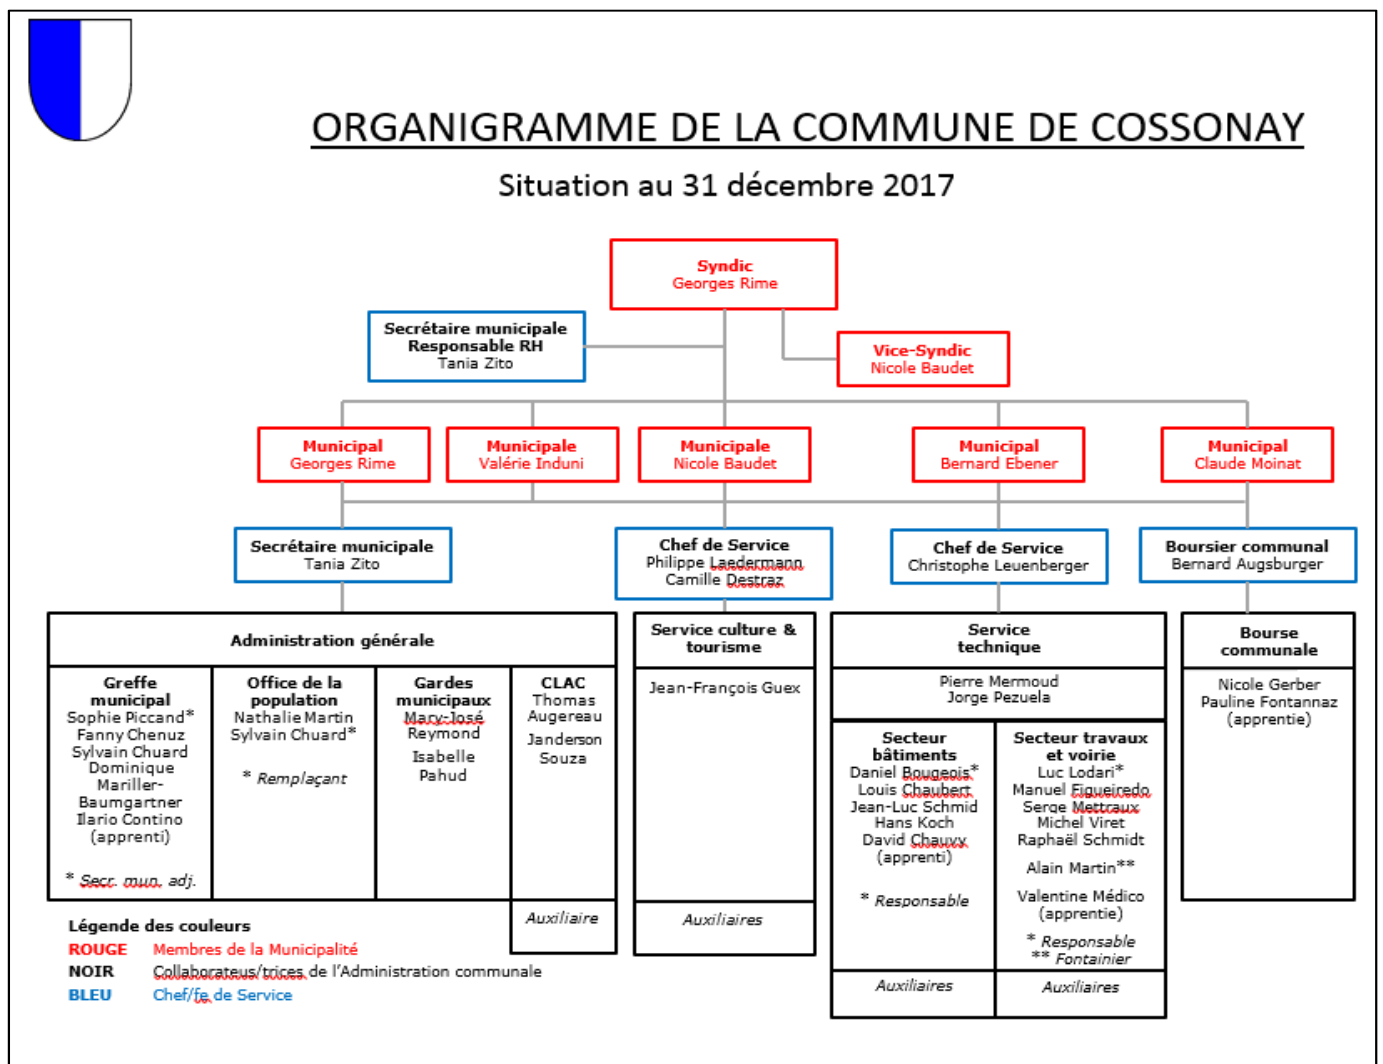 ORGANIGRAMME DE LA COMMUNE DE COSSONAY
Situation au 31 décembre 2017
Syndic
Georges Rime
Secrétaire municipale
Responsable RH
Tania Zito
Vice-Syndic
Nicole Baudet
Municipal
Georges Rime
Municipale
Valérie Induni
Municipale
Nicole Baudet
Municipal
Bernard Ebener
Municipal
Claude Moinat
Secrétaire municipale
Tania Zito
Chef de Service
Philippe Laedermann
Camille Destraz
Chef de Service
Christophe Leuenberger
Boursier communal
Bernard Augsburger
Administration générale
Greffe
municipal
Sophie Piccand*
Fanny Chenuz
Sylvain Chuard
Dominique
Mariller-
Baumgartner
Ilario Contino
(apprenti)
* Secr. mun. adj.
Office de la
population
Nathalie Martin
Sylvain Chuard*
* Remplaçant
Gardes
municipaux
Mary-José
Reymond
Isabelle
Pahud
CLAC
Thomas
Augereau
Janderson
Souza
Auxiliaire
Service culture &
tourisme
Jean-François Guex
Auxiliaires
Service
technique
Pierre Mermoud
Jorge Pezuela
Secteur
bâtiments
Daniel Bougeois*
Louis Chaubert
Jean-Luc Schmid
Hans Koch
David Chauvy
(apprenti)
* Responsable
Auxiliaires
Secteur travaux
et voirie
Luc Lodari*
Manuel Figueiredo
Serge Mettraux
Michel Viret
Raphaël Schmidt
Alain Martin**
Valentine Médico
(apprentie)
* Responsable
** Fontainier
Auxiliaires
Bourse
communale
Nicole Gerber
Pauline Fontannaz
(apprentie)
Légende des couleurs
ROUGE Membres de la Municipalité
NOIR Collaborateus/trices de l'Administration communale
BLEU Chef/fe de Service